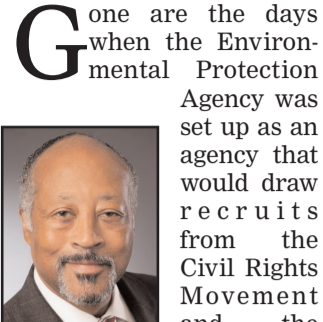 Gone are the days
when the Environ-
mental Protection
Agency was
set up as an
agency that
would draw
recruits
from the
Civil Rights
Movement
and the